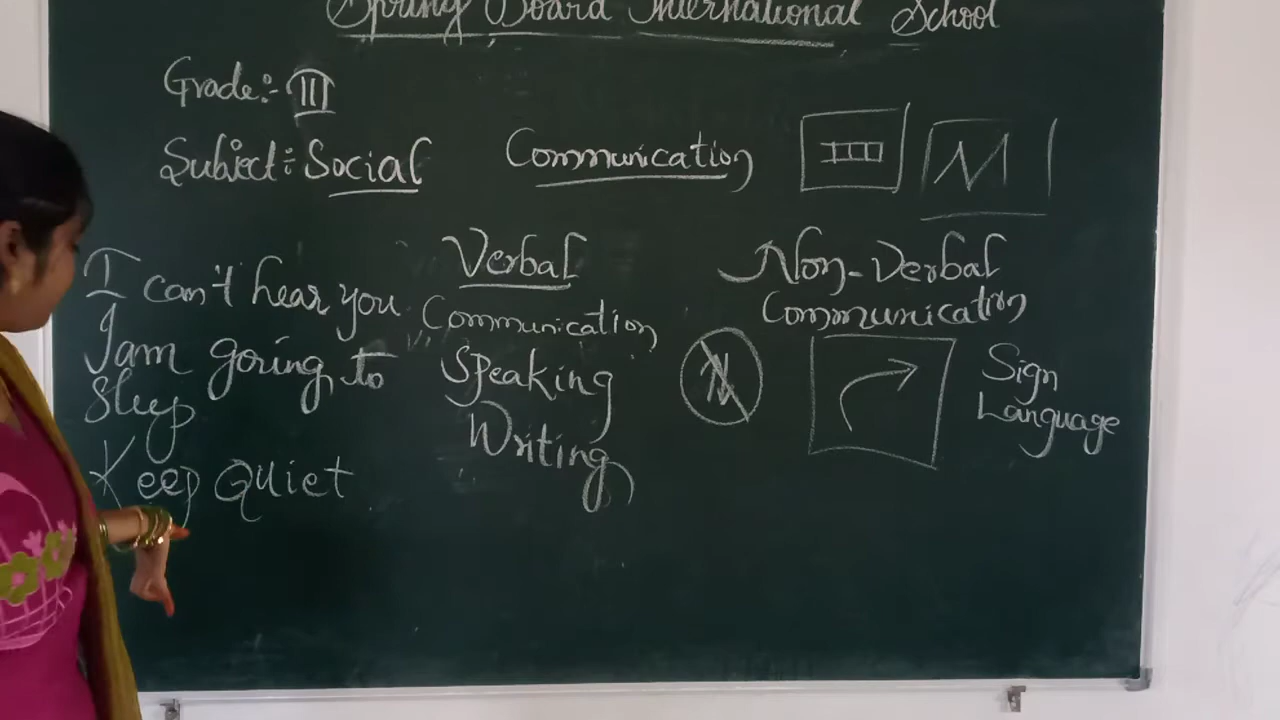 Spring Board International School
Grade:- III
Subject:- Social
Communication
I can't hear you
I am going to
Sleep
Keep Quiet
Verbal
Communication
Speaking
Writing
Non-Verbal
Communication
Sign
Language